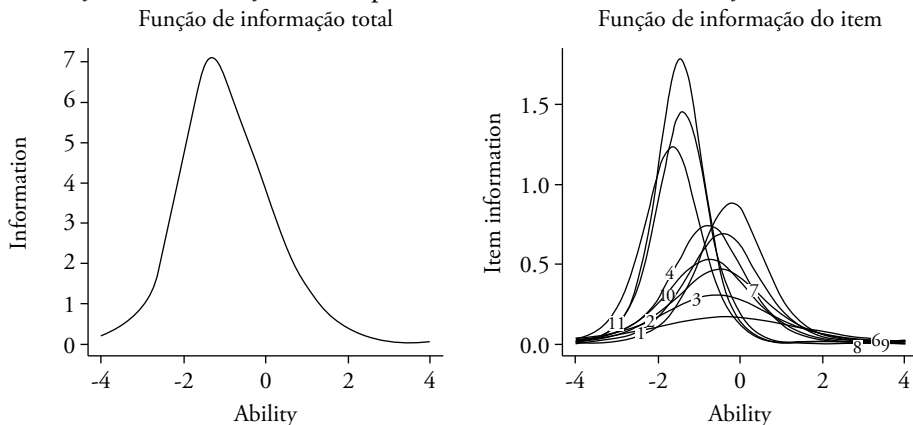 Função de informação total
Função de informação do item
7
6
5
4
3
2
1
0
Information
-4 -2 0 2 4
Ability
1.5
1.0
0.5
0.0
Item information
4
10
7
3
11
2
1
6
8
9
-4 -2 0 2 4
Ability